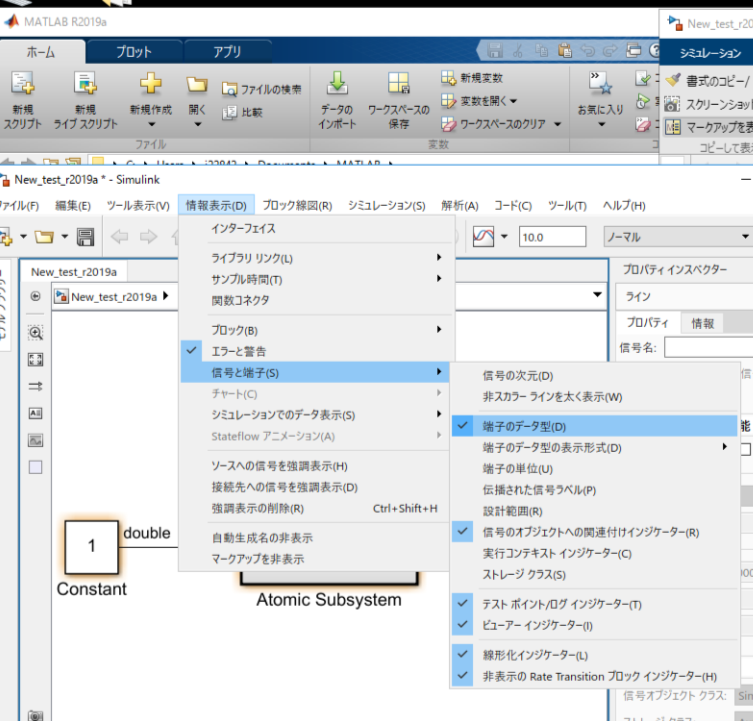 MATLAB R2019a
New_test_r20
ホーム プロット アプリ
シミュレーション
新規 スクリプト
新規 ライブ スクリプト
新規作成
開く
ファイルの検索
比較
データの インポート
ワークスペースの 保存
新規変数
変数を開く
ワークスペースのクリア
お気に入り
書式のコピー/
スクリーンショット
マークアップを表
ファイル
変数
コピーして表
Users
Documents
MATLAB
New_test_r2019a * - Simulink
ファイル(F) 編集(E) ツール表示(V) 情報表示(D) ブロック線図(R) シミュレーション(S) 解析(A) コード(C) ツール(T) ヘルプ(H)
10.0
ノーマル
New_test_r2019a
New_test_r2019a
プロパティ インスペクター
ライン
プロパティ 情報
信号名:
インターフェイス
ライブラリ リンク(L)
サンプル時間(T)
関数コネクタ
ブロック(B)
エラーと警告
信号と端子(S)
チャート(C)
シミュレーションでのデータ表示(S)
Stateflow アニメーション(A)
ソースへの信号を強調表示(H)
接続先への信号を強調表示(D)
強調表示の削除(R) Ctrl+Shift+H
自動生成名の非表示
マークアップを非表示
信号の次元(D)
非スカラー ラインを太く表示(W)
端子のデータ型(D)
端子のデータ型の表示形式(D)
端子の単位(U)
伝播された信号ラベル(P)
設計範囲(R)
信号のオブジェクトへの関連付けインジケーター(R)
実行コンテキスト インジケーター(C)
ストレージ クラス(S)
テスト ポイント/ログ インジケーター(T)
ビューアー インジケーター(I)
線形化インジケーター(L)
非表示の Rate Transition ブロック インジケーター(H)
1
double
Constant
Atomic Subsystem
信号オブジェクト クラス: Sim